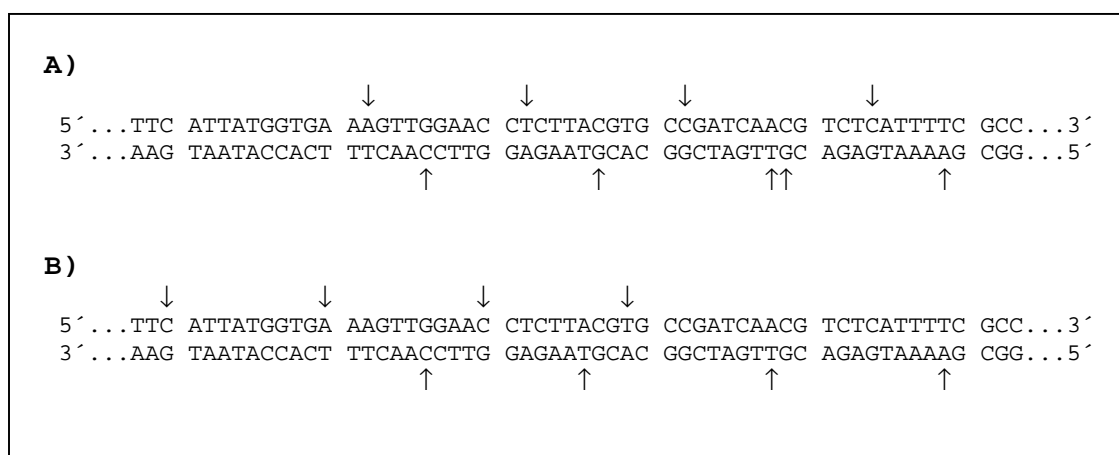 A)
↓ ↓ ↓ ↓
5´...TTC ATTATGGTGA AAGTTGGAAC CTCTTACGTG CCGATCAACG TCTCATTTTC GCC...3´
3´...AAG TAATACCACT TTCAACCTTG GAGAATGCAC GGCTAGTTGC AGAGTAAAAG CGG...5´
↑ ↑ ↑↑ ↑
B)
↓ ↓ ↓ ↓
5´...TTC ATTATGGTGA AAGTTGGAAC CTCTTACGTG CCGATCAACG TCTCATTTTC GCC...3´
3´...AAG TAATACCACT TTCAACCTTG GAGAATGCAC GGCTAGTTGC AGAGTAAAAG CGG...5´
↑ ↑ ↑ ↑